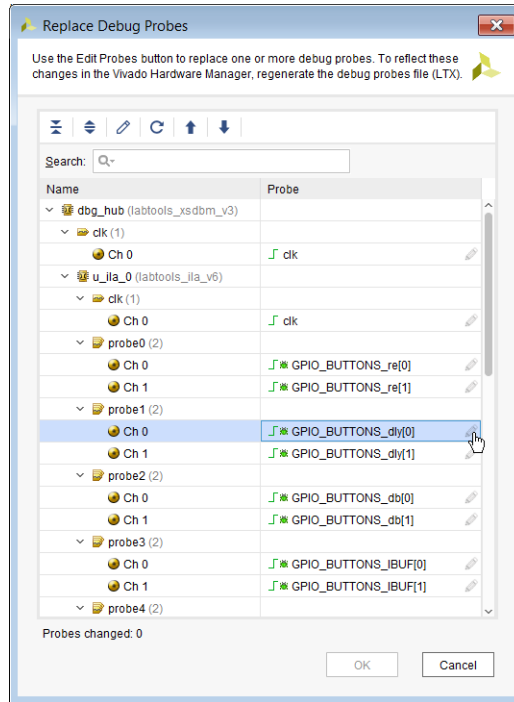 Replace Debug Probes
Use the Edit Probes button to replace one or more debug probes. To reflect these
changes in the Vivado Hardware Manager, regenerate the debug probes file (LTX).
Search:
Name Probe
dbg_hub (labtools_xsdbm_v3)
clk (1)
Ch 0 clk
u_ila_0 (labtools_ila_v6)
clk (1)
Ch 0 clk
probe0 (2)
Ch 0 GPIO_BUTTONS_re[0]
Ch 1 GPIO_BUTTONS_re[1]
probe1 (2)
Ch 0 GPIO_BUTTONS_dly[0]
Ch 1 GPIO_BUTTONS_dly[1]
probe2 (2)
Ch 0 GPIO_BUTTONS_db[0]
Ch 1 GPIO_BUTTONS_db[1]
probe3 (2)
Ch 0 GPIO_BUTTONS_IBUF[0]
Ch 1 GPIO_BUTTONS_IBUF[1]
probe4 (2)
Probes changed: 0
OK Cancel